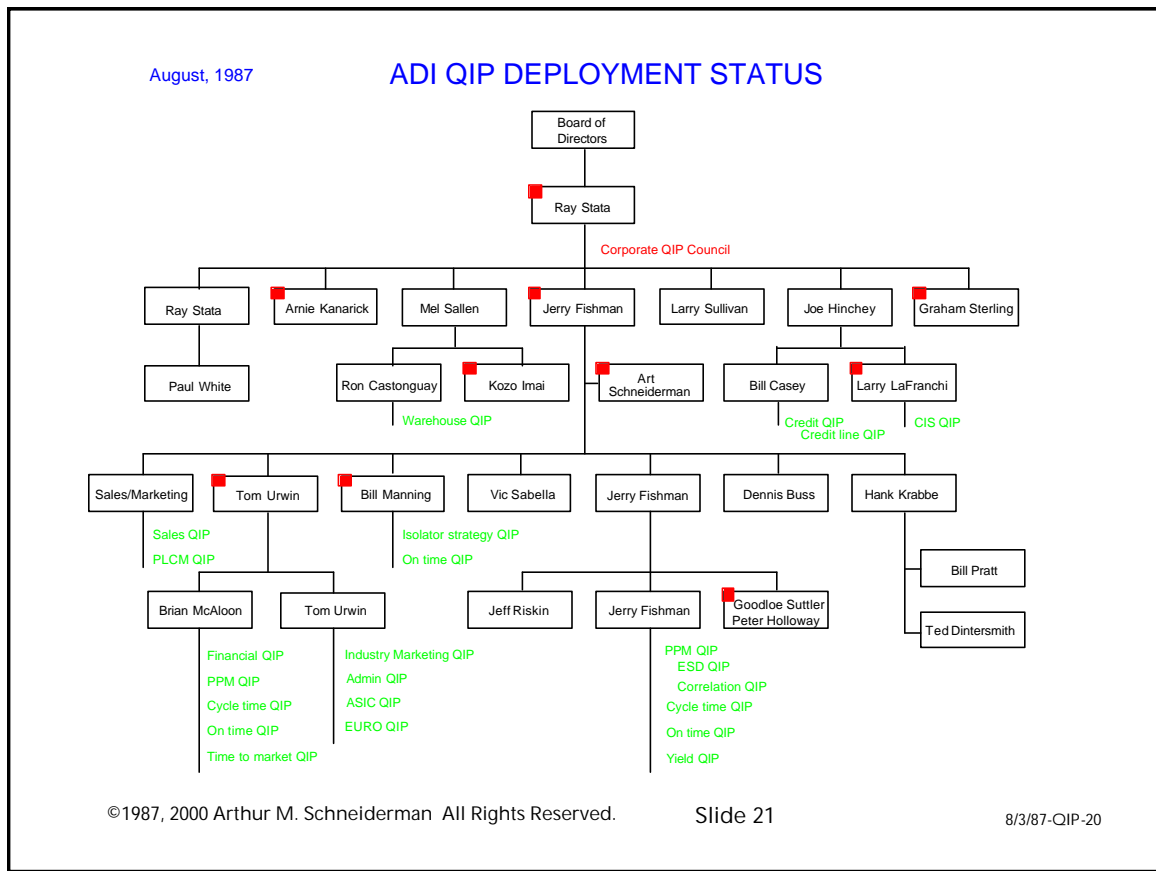 August, 1987
ADI QIP DEPLOYMENT STATUS
Board of
Directors
Ray Stata
Corporate QIP Council
Ray Stata
Arnie Kanarick
Mel Sallen
Jerry Fishman
Larry Sullivan
Joe Hinchey
Graham Sterling
Paul White
Ron Castonguay
Kozo Imai
Art
Schneiderman
Bill Casey
Larry LaFranchi
Warehouse QIP
Credit QIP
Credit line QIP
CIS QIP
Sales/Marketing
Tom Urwin
Bill Manning
Vic Sabella
Jerry Fishman
Dennis Buss
Hank Krabbe
Sales QIP
PLCM QIP
Isolator strategy QIP
On time QIP
Bill Pratt
Ted Dintersmith
Brian McAloon
Tom Urwin
Jeff Riskin
Jerry Fishman
Goodloe Suttler
Peter Holloway
Financial QIP
PPM QIP
Cycle time QIP
On time QIP
Time to market QIP
Industry Marketing QIP
Admin QIP
ASIC QIP
EURO QIP
PPM QIP
ESD QIP
Correlation QIP
Cycle time QIP
On time QIP
Yield QIP
©1987, 2000 Arthur M. Schneiderman All Rights Reserved.
Slide 21
8/3/87-QIP-20